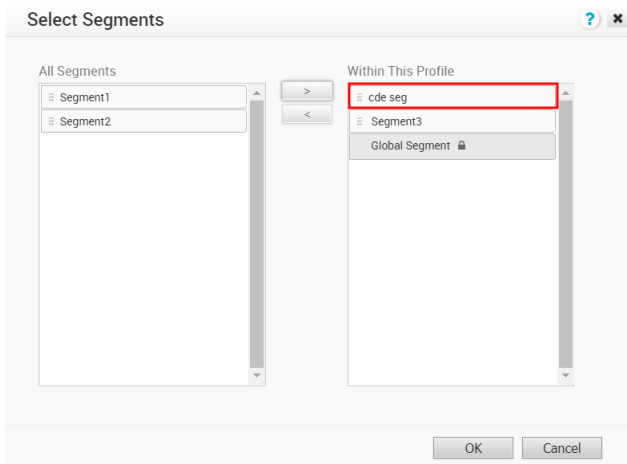 Select Segments
?
All Segments
Within This Profile
Segment1
Segment2
>
<
cde seg
Segment3
Global Segment
OK
Cancel